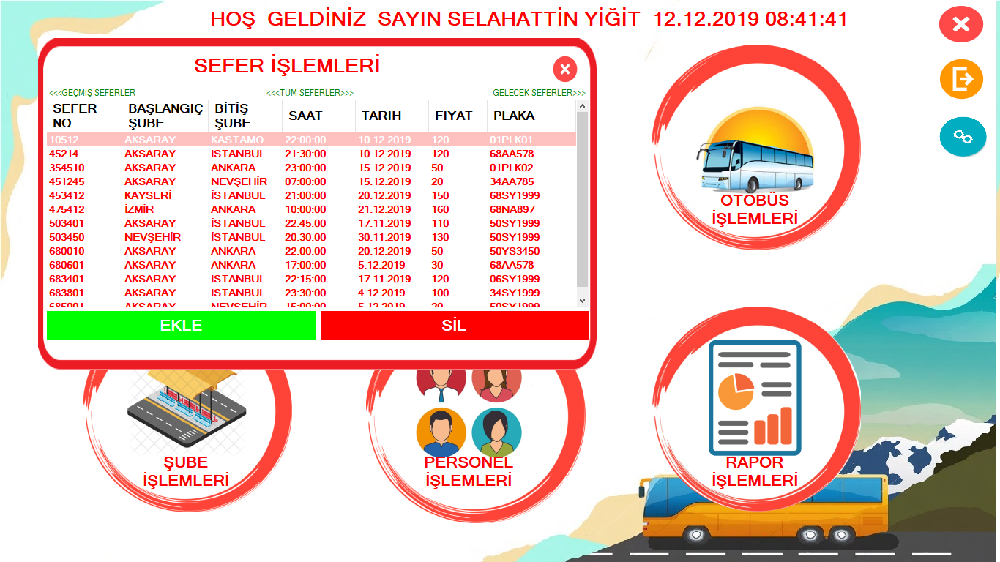 HOŞ GELDİNİZ SAYIN SELAHATTİN YİĞİT 12.12.2019 08:41:41
SEFER İŞLEMLERİ
<<<GEÇMİŞ SEFERLER <<<TÜM SEFERLER>>> GELECEK SEFERLER>>>
SEFER NO BAŞLANGIÇ ŞUBE BİTİŞ ŞUBE SAAT TARİH FİYAT PLAKA
10512 AKSARAY KASTAMO... 22:00:00 10.12.2019 120 01PLK01
45214 AKSARAY İSTANBUL 21:30:00 10.12.2019 120 68AA578
354510 AKSARAY ANKARA 23:00:00 15.12.2019 50 01PLK02
451245 AKSARAY NEVŞEHİR 07:00:00 15.12.2019 20 34AA785
453412 KAYSERİ İSTANBUL 21:00:00 20.12.2019 150 68SY1999
475412 İZMİR ANKARA 10:00:00 21.12.2019 160 68NA897
503401 AKSARAY İSTANBUL 22:45:00 17.11.2019 110 50SY1999
503450 NEVŞEHİR İSTANBUL 20:30:00 30.11.2019 130 50SY1999
680010 AKSARAY ANKARA 22:00:00 20.12.2019 50 50YS3450
680601 AKSARAY ANKARA 17:00:00 5.12.2019 30 68AA578
683401 AKSARAY İSTANBUL 22:15:00 17.11.2019 120 06SY1999
683801 AKSARAY İSTANBUL 23:30:00 4.12.2019 100 34SY1999
685001 AKSARAY NEVŞEHİR 15:00:00 5.12.2019 20 50SY1999
EKLE SİL
OTOBÜS
İŞLEMLERİ
ŞUBE
İŞLEMLERİ
PERSONEL
İŞLEMLERİ
RAPOR
İŞLEMLERİ